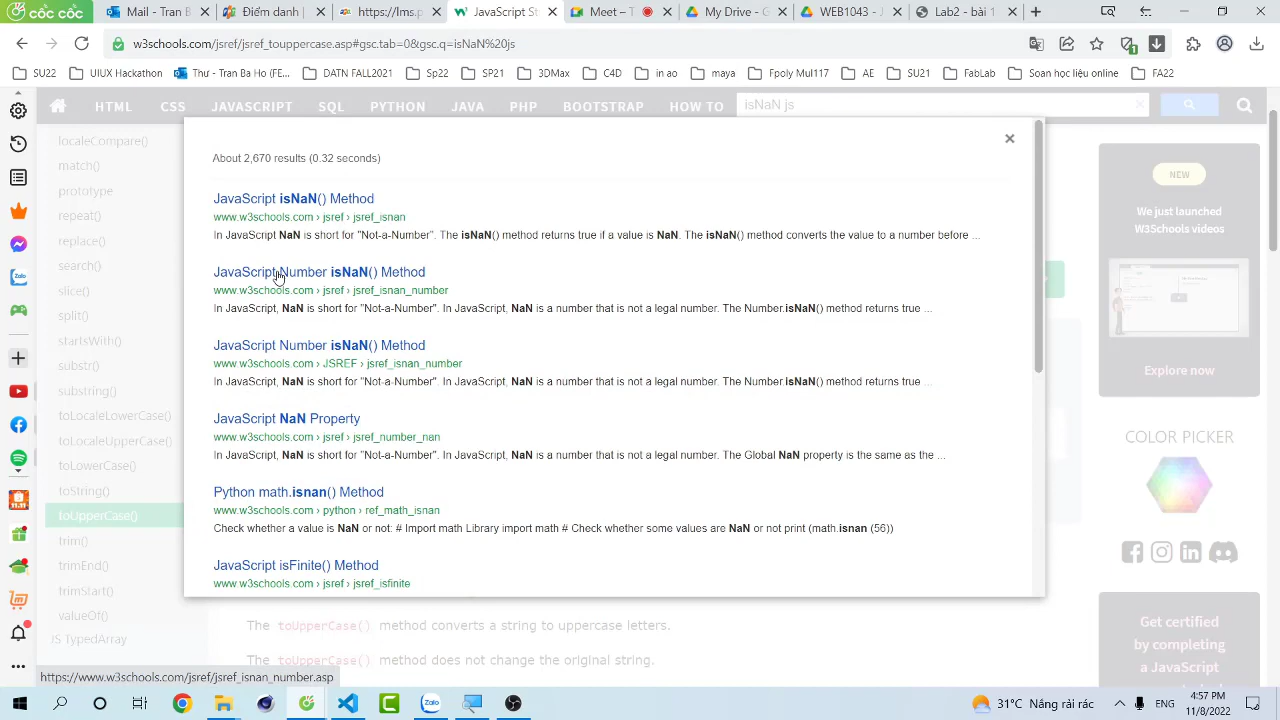 cốc cốc
Mail - Tran B
Điểm danh
https://lms.p
JavaScript St
Meet – T
My Drive - G
WEB1043 - J
Lab2 - bài 1
w3schools.com/jsref/jsref_touppercase.asp#gsc.tab=0&gsc.q=isNaN%20js
1
SU22
UIUX Hackathon
Thư - Tran Ba Ho (FE...
DATN FALL2021
Sp22
SP21
3DMax
C4D
in ao
maya
Fpoly Mul117
AE
SU21
FabLab
Soạn học liệu online
FA22
HTML
CSS
JAVASCRIPT
SQL
PYTHON
JAVA
PHP
BOOTSTRAP
HOW TO
isNaN js
localeCompare()
match()
prototype
repeat()
replace()
search()
slice()
split()
startsWith()
substr()
substring()
toLocaleLowerCase()
toLocaleUpperCase()
toLowerCase()
toString()
toUpperCase()
trim()
trimEnd()
trimStart()
valueOf()
JS TypedArray
Zalo
11.11
About 2,670 results (0.32 seconds)
JavaScript isNaN() Method
www.w3schools.com › jsref › jsref_isnan
In JavaScript NaN is short for "Not-a-Number". The isNaN() method returns true if a value is NaN. The isNaN() method converts the value to a number before ...
JavaScript Number isNaN() Method
www.w3schools.com › jsref › jsref_isnan_number
In JavaScript, NaN is short for "Not-a-Number". In JavaScript, NaN is a number that is not a legal number. The Number.isNaN() method returns true ...
JavaScript Number isNaN() Method
www.w3schools.com › JSREF › jsref_isnan_number
In JavaScript, NaN is short for "Not-a-Number". In JavaScript, NaN is a number that is not a legal number. The Number.isNaN() method returns true ...
JavaScript NaN Property
www.w3schools.com › jsref › jsref_number_nan
In JavaScript, NaN is short for "Not-a-Number". In JavaScript, NaN is a number that is not a legal number. The Global NaN property is the same as the ...
Python math.isnan() Method
www.w3schools.com › python › ref_math_isnan
Check whether a value is NaN or not: # Import math Library import math # Check whether some values are NaN or not print (math.isnan (56))
JavaScript isFinite() Method
www.w3schools.com › jsref › jsref_isfinite
The toUpperCase() method converts a string to uppercase letters.
The toUpperCase() method does not change the original string.
NEW
We just launched
W3Schools videos
Explore now
COLOR PICKER
Get certified
by completing
a JavaScript
https://www.w3schools.com/jsref/jsref_isnan_number.asp
Zalo
31°C Nắng rải rác
ENG
4:57 PM
11/8/2022